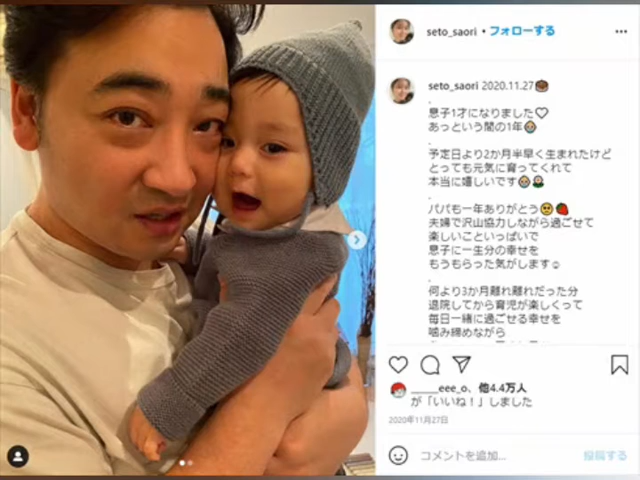 seto_saori • フォローする
seto_saori 2020.11.27
.
息子1才になりました♡
あっという間の1年
.
予定日より2か月半早く生まれたけど
とっても元気に育ってくれて
本当に嬉しいです
.
パパも一年ありがとう
夫婦で沢山協力しながら過ごせて
楽しいこといっぱいで
息子に一生分の幸せを
もうもらった気がします☺
.
何より3か月離れ離れだった分
退院してから育児が楽しくって
毎日一緒に過ごせる幸せを
噛み締めながら
_____eee_o、他4.4万人
が「いいね！」しました
2020年11月27日
コメントを追加...
投稿する